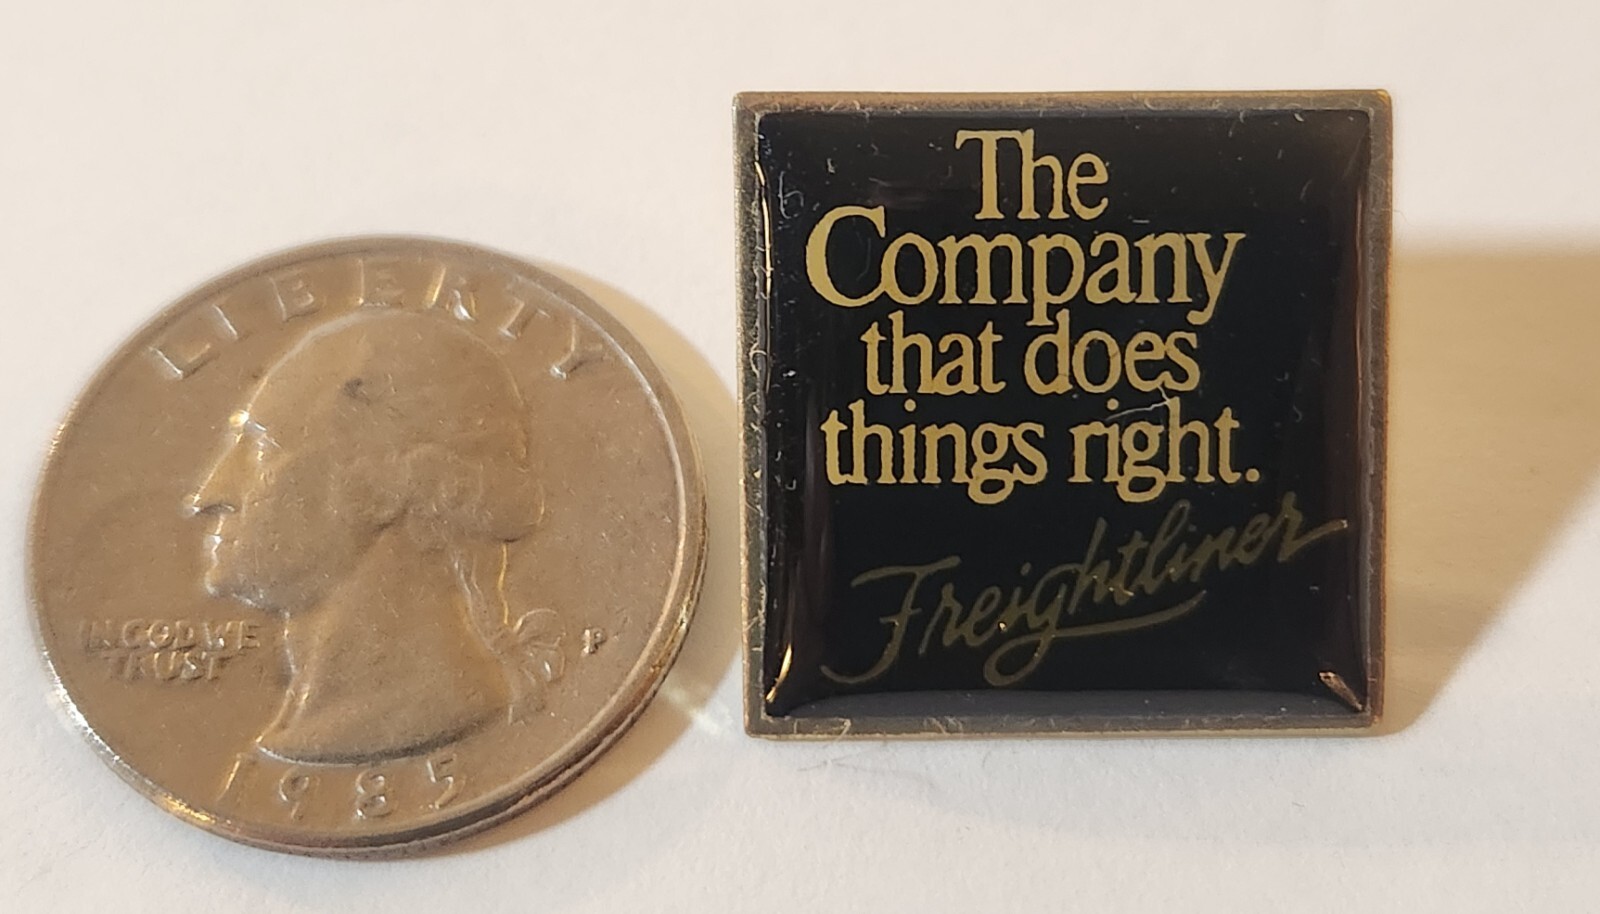 LIBERTY
IN GOD WE
TRUST
P
1985
The
Company
that does
things right.
Freightliner